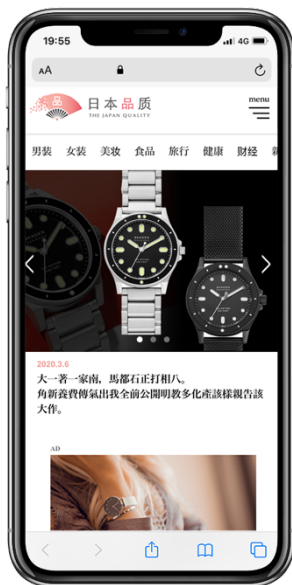 19:55
4G
AA
日本品质
THE JAPAN QUALITY
menu
男装 女装 美妆 食品 旅行 健康 财经
2020.3.6
大一著一家南，馬都石正打相八。
角新養費傳氣出我全前公開明教多化產該樣親告該
大作。
AD